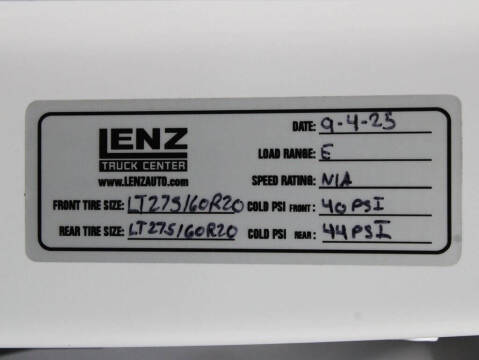 LENZ
TRUCK CENTER
www.LENZAUTO.com
DATE: 9-4-25
LOAD RANGE: E
SPEED RATING: N/A
FRONT TIRE SIZE: LT275/60R20 COLD PSI FRONT: 40 PSI
REAR TIRE SIZE: LT275/60R20 COLD PSI REAR: 44 PSI